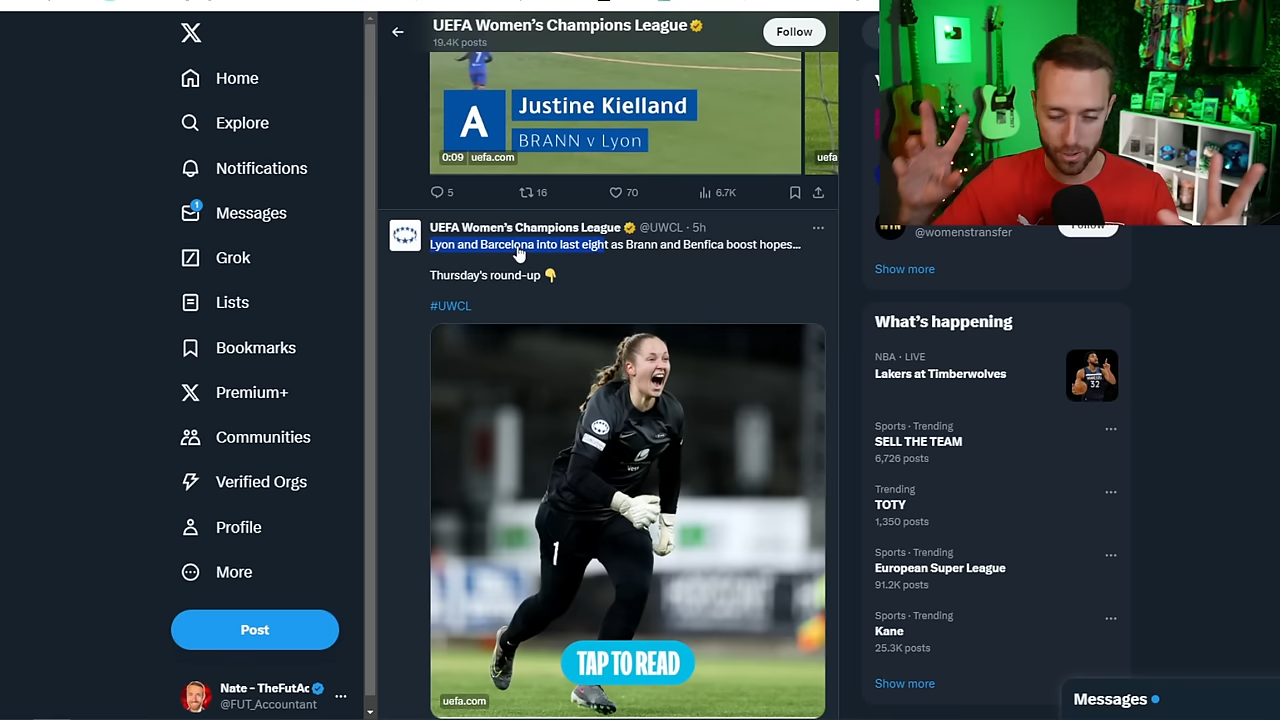 Home
Explore
Notifications
1
Messages
Grok
Lists
Bookmarks
Premium+
Communities
Verified Orgs
Profile
More
Post
Nate - TheFutAc
@FUT_Accountant
UEFA Women's Champions League
19.4K posts
Follow
7
A
Justine Kielland
BRANN v Lyon
0:09 uefa.com
uefa
5 16 70 6.7K
UEFA Women's Champions League @UWCL · 5h
Lyon and Barcelona into last eight as Brann and Benfica boost hopes...
Thursday's round-up 👇
#UWCL
1
TAP TO READ
uefa.com
@womenstransfer
Show more
What's happening
NBA · LIVE
Lakers at Timberwolves
32
Sports · Trending
SELL THE TEAM
6,726 posts
Trending
TOTY
1,350 posts
Sports · Trending
European Super League
91.2K posts
Sports · Trending
Kane
25.3K posts
Show more
Messages